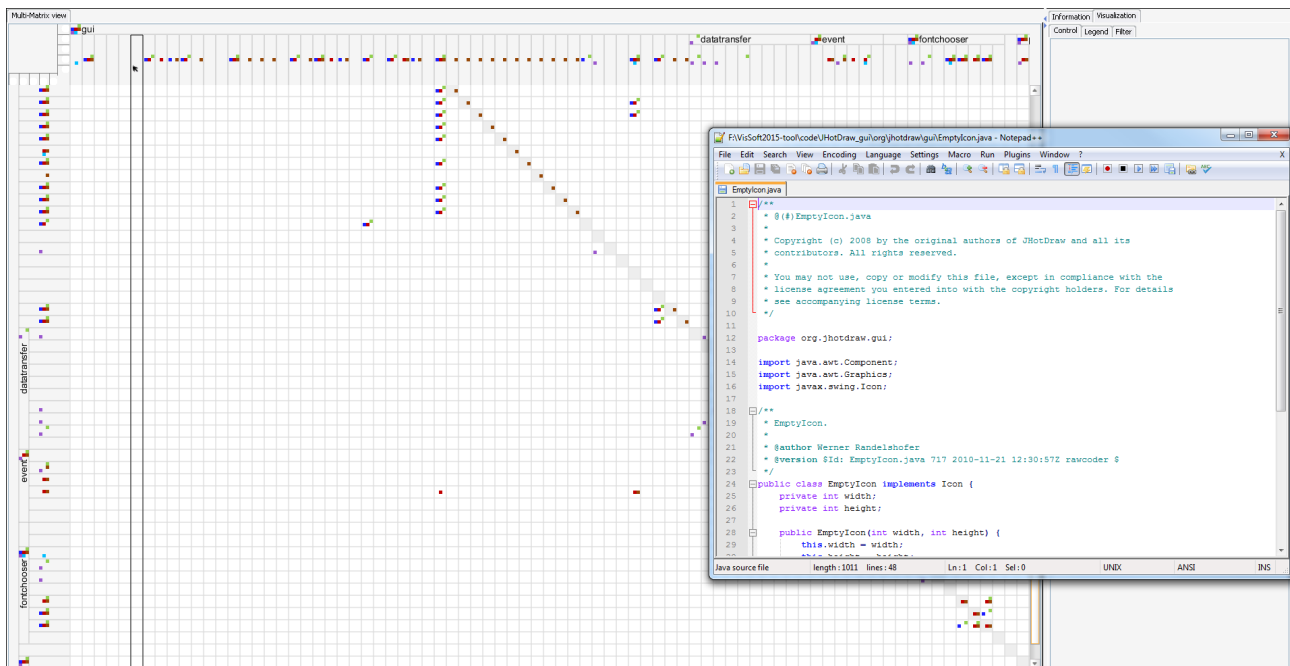 Multi-Matrix view
gui
datatransfer
event
fontchooser
datatransfer
event
fontchooser
Information
Visualization
Control
Legend
Filter
F:\VisSoft2015-tool\code\JHotDraw_gui\org\jhotdraw\gui\EmptyIcon.java - Notepad++
File Edit Search View Encoding Language Settings Macro Run Plugins Window ? X
EmptyIcon.java
1 /**
2 * @(#)EmptyIcon.java
3 *
4 * Copyright (c) 2008 by the original authors of JHotDraw and all its
5 * contributors. All rights reserved.
6 *
7 * You may not use, copy or modify this file, except in compliance with the
8 * license agreement you entered into with the copyright holders. For details
9 * see accompanying license terms.
10 */
11
12 package org.jhotdraw.gui;
13
14 import java.awt.Component;
15 import java.awt.Graphics;
16 import javax.swing.Icon;
17
18 /**
19 * EmptyIcon.
20 *
21 * @author Werner Randelshofer
22 * @version $Id: EmptyIcon.java 717 2010-11-21 12:30:57Z rawcoder $
23 */
24 public class EmptyIcon implements Icon {
25 private int width;
26 private int height;
27
28 public EmptyIcon(int width, int height) {
29 this.width = width;
Java source file length : 1011 lines : 48 Ln : 1 Col : 1 Sel : 0 UNIX ANSI INS